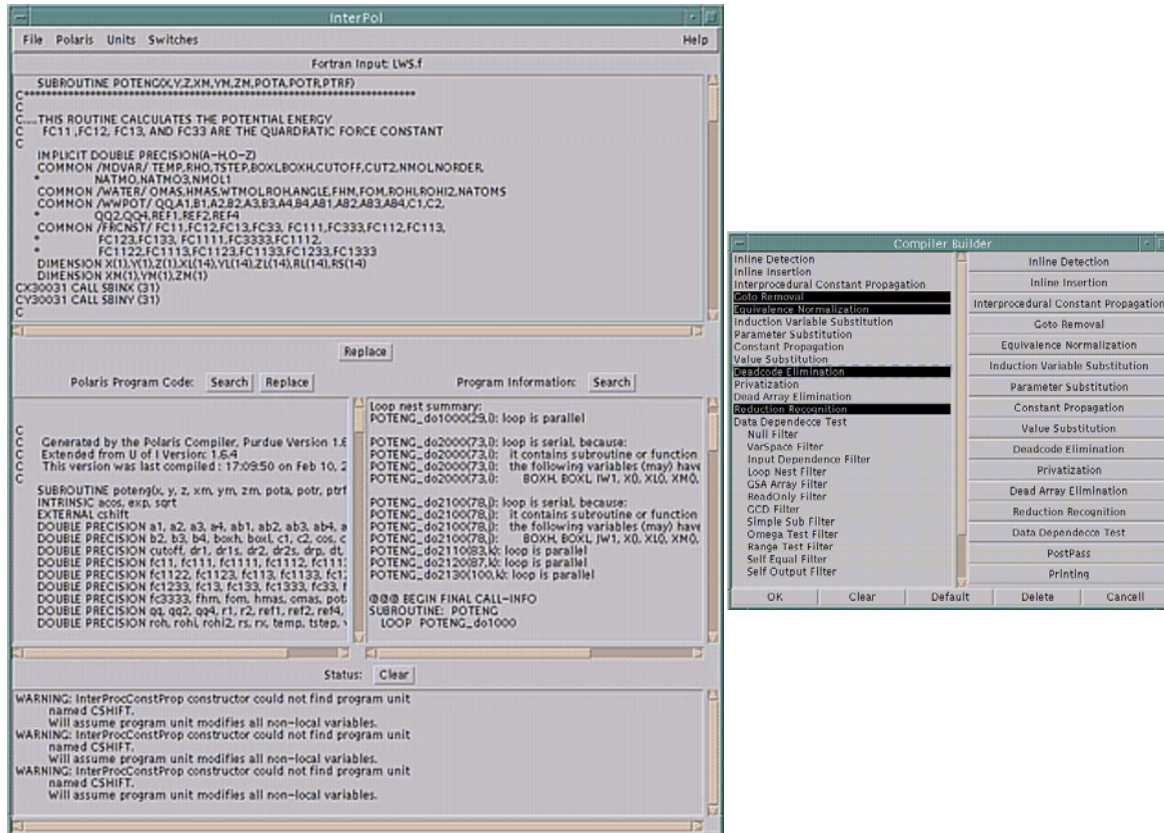 InterPol
File Polaris Units Switches Help
Fortran Input: LWS.f
SUBROUTINE POTENG(X,Y,Z,XM,YM,ZM,POTA,POTR,PTRF)
C
C.....THIS ROUTINE CALCULATES THE POTENTIAL ENERGY
C FC11 ,FC12, FC13, AND FC33 ARE THE QUARDRATIC FORCE CONSTANT
C
IMPLICIT DOUBLE PRECISION(A-H,O-Z)
COMMON /MDVAR/ TEMP,RHO,TSTEP,BOXL,BOXH,CUTOFF,CUT2,NMOL,NORDER,
* NATMO,NATMO3,NMOL1
COMMON /WATER/ OMAS,HMAS,WTMOL,ROH,ANGLE,FHM,FOM,ROHI,ROHI2,NATOMS
COMMON /WWPOT/ QQ,A1,B1,A2,B2,A3,B3,A4,B4,AB1,AB2,AB3,AB4,C1,C2,
* QQ2,QQ4,REF1,REF2,REF4
COMMON /FRCNST/ FC11,FC12,FC13,FC33, FC111,FC333,FC112,FC113,
* FC123,FC133, FC1111,FC3333,FC1112,
* FC1122,FC1113,FC1123,FC1133,FC1233,FC1333
DIMENSION X(1),Y(1),Z(1),XL(14),YL(14),ZL(14),RL(14),RS(14)
DIMENSION XM(1),YM(1),ZM(1)
CX30031 CALL SBINX (31)
CY30031 CALL SBINY (31)
C
Replace
Polaris Program Code: Search Replace
C
C Generated by the Polaris Compiler, Purdue Version 1.6
C Extended from U of I Version: 1.6.4
C This version was last compiled : 17:09:50 on Feb 10, 2
C
SUBROUTINE poteng(x, y, z, xm, ym, zm, pota, potr, ptrf
INTRINSIC acos, exp, sqrt
EXTERNAL cshift
DOUBLE PRECISION a1, a2, a3, a4, ab1, ab2, ab3, ab4, a
DOUBLE PRECISION b2, b3, b4, boxh, boxl, c1, c2, cos, c
DOUBLE PRECISION cutoff, dr1, dr1s, dr2, dr2s, drp, dt,
DOUBLE PRECISION fc11, fc111, fc1111, fc1112, fc111
DOUBLE PRECISION fc1122, fc1123, fc113, fc1133, fc1
DOUBLE PRECISION fc1233, fc13, fc133, fc1333, fc33, f
DOUBLE PRECISION fc3333, fhm, fom, hmas, omas, pot
DOUBLE PRECISION qq, qq2, qq4, r1, r2, ref1, ref2, ref4,
DOUBLE PRECISION roh, rohi, rohi2, rs, rx, temp, tstep,
Program Information: Search
Loop nest summary:
POTENG_do1000(29,i): loop is parallel
POTENG_do2000(73,i): loop is serial, because:
POTENG_do2000(73,i): it contains subroutine or function
POTENG_do2000(73,i): the following variables (may) have
POTENG_do2000(73,i): BOXH, BOXL, IW1, X(), XL(), XM(),
POTENG_do2100(78,j): loop is serial, because:
POTENG_do2100(78,j): it contains subroutine or function
POTENG_do2100(78,j): the following variables (may) have
POTENG_do2100(78,j): BOXH, BOXL, JW1, X(), XL(), XM(),
POTENG_do2110(83,k): loop is parallel
POTENG_do2120(87,k): loop is parallel
POTENG_do2130(100,k): loop is parallel
@@@ BEGIN FINAL CALL-INFO
SUBROUTINE: POTENG
LOOP POTENG_do1000
Status: Clear
WARNING: InterProcConstProp constructor could not find program unit
named CSHIFT.
Will assume program unit modifies all non-local variables.
WARNING: InterProcConstProp constructor could not find program unit
named CSHIFT.
Will assume program unit modifies all non-local variables.
WARNING: InterProcConstProp constructor could not find program unit
named CSHIFT.
Will assume program unit modifies all non-local variables.
Compiler Builder
Inline Detection
Inline Insertion
Interprocedural Constant Propagation
Goto Removal
Equivalence Normalization
Induction Variable Substitution
Parameter Substitution
Constant Propagation
Value Substitution
Deadcode Elimination
Privatization
Dead Array Elimination
Reduction Recognition
Data Dependecce Test
Null Filter
VarSpace Filter
Input Dependence Filter
Loop Nest Filter
GSA Array Filter
ReadOnly Filter
GCD Filter
Simple Sub Filter
Omega Test Filter
Range Test Filter
Self Equal Filter
Self Output Filter
Inline Detection
Inline Insertion
Interprocedural Constant Propagation
Goto Removal
Equivalence Normalization
Induction Variable Substitution
Parameter Substitution
Constant Propagation
Value Substitution
Deadcode Elimination
Privatization
Dead Array Elimination
Reduction Recognition
Data Dependecce Test
PostPass
Printing
OK Clear Default Delete Cancell